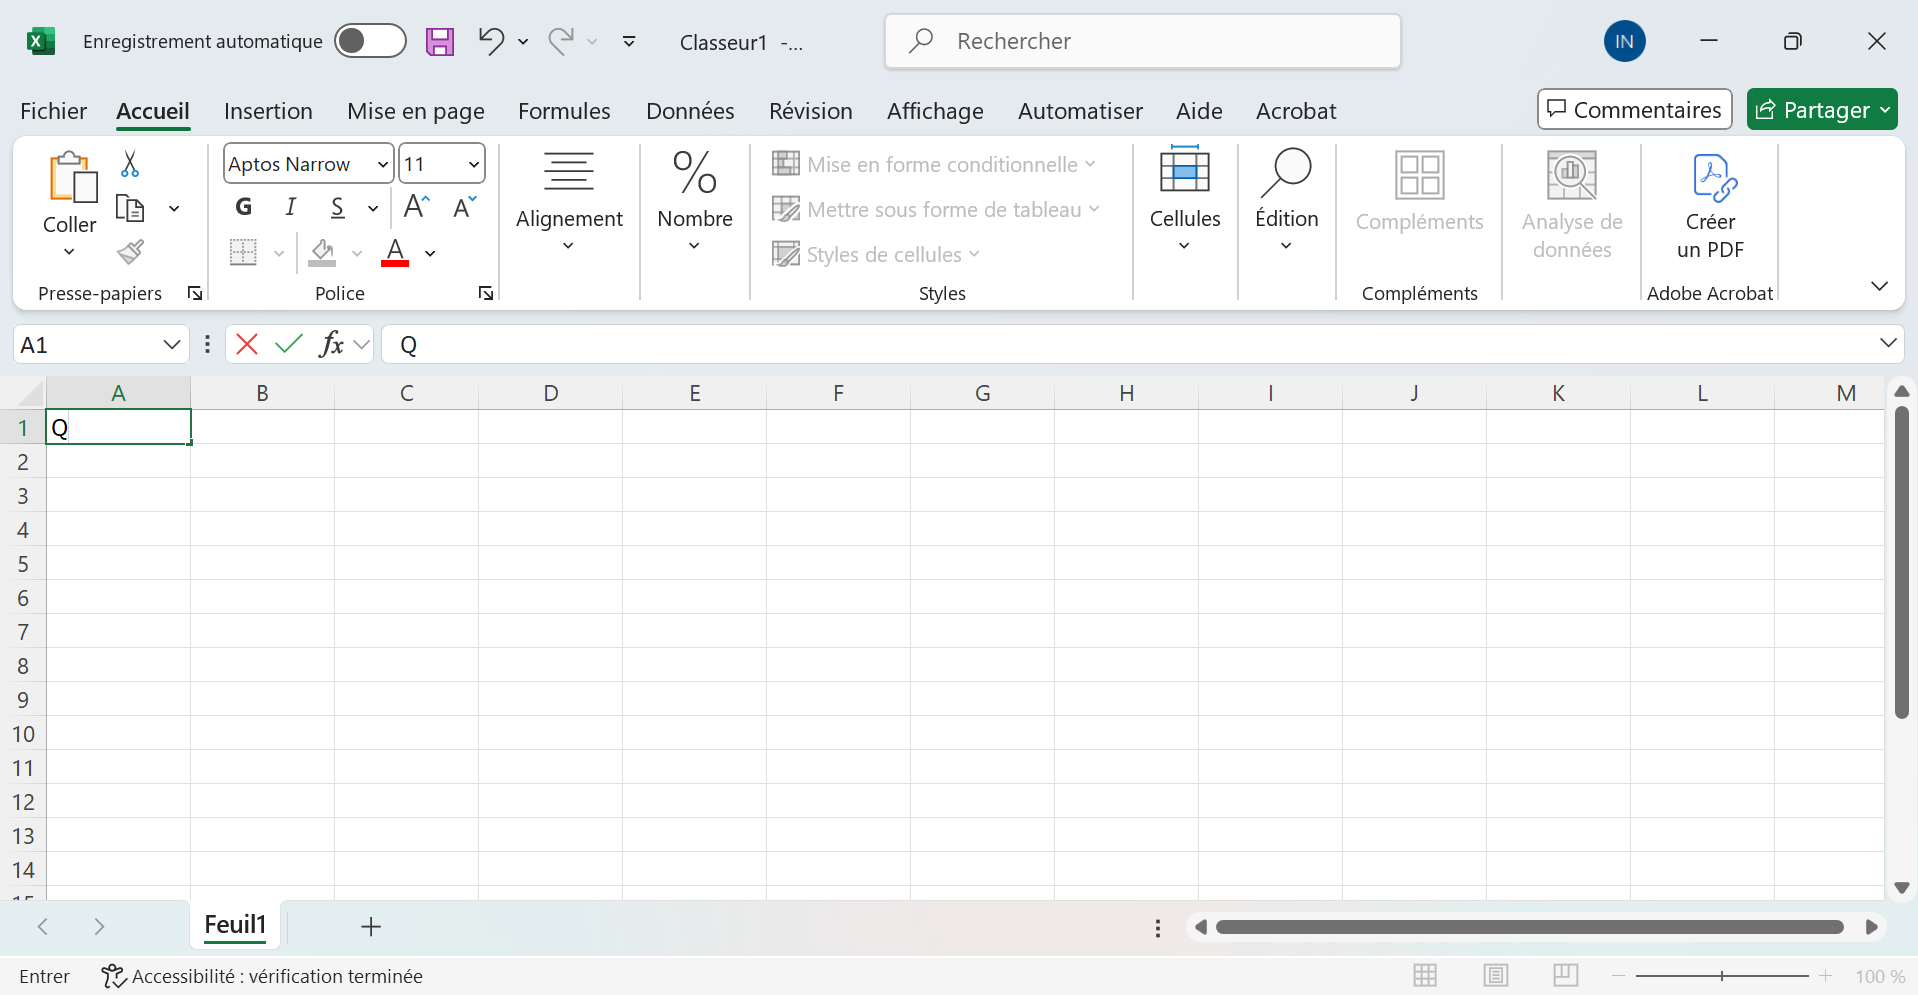 Enregistrement automatique
Classeur1 -...
Rechercher
IN
Fichier Accueil Insertion Mise en page Formules Données Révision Affichage Automatiser Aide Acrobat
Commentaires Partager
Coller
Presse-papiers
Aptos Narrow 11
G I S A A
A
Police
Alignement
% Nombre
Mise en forme conditionnelle
Mettre sous forme de tableau
Styles de cellules
Styles
Cellules
Édition
Compléments
Compléments
Analyse de
données
Créer
un PDF
Adobe Acrobat
A1 fx Q
A B C D E F G H I J K L M
1 Q
2
3
4
5
6
7
8
9
10
11
12
13
14
15
Feuil1
Entrer Accessibilité : vérification terminée 100 %